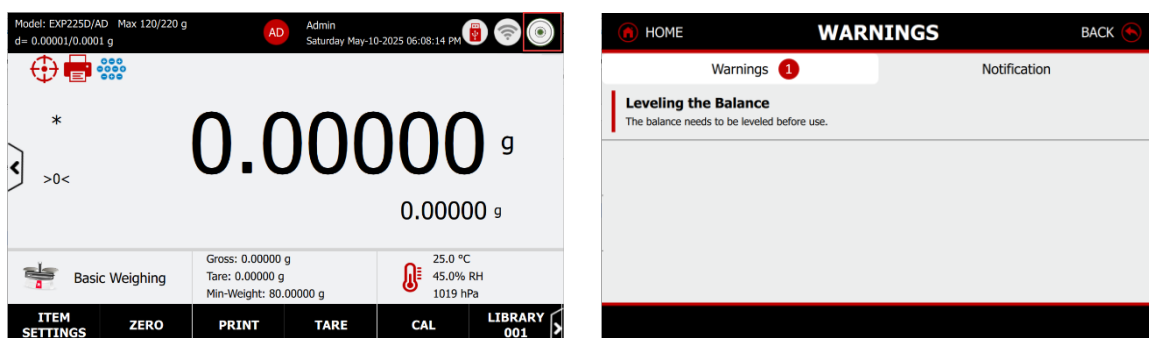 Model: EXP225D/AD Max 120/220 g
d= 0.00001/0.0001 g
AD
Admin
Saturday May-10-2025 06:08:14 PM
*
>0<
0.00000 g
0.00000 g
Basic Weighing
Gross: 0.00000 g
Tare: 0.00000 g
Min-Weight: 80.00000 g
25.0 °C
45.0% RH
1019 hPa
ITEM
SETTINGS
ZERO
PRINT
TARE
CAL
LIBRARY
001
HOME
WARNINGS
BACK
Warnings 1
Notification
Leveling the Balance
The balance needs to be leveled before use.